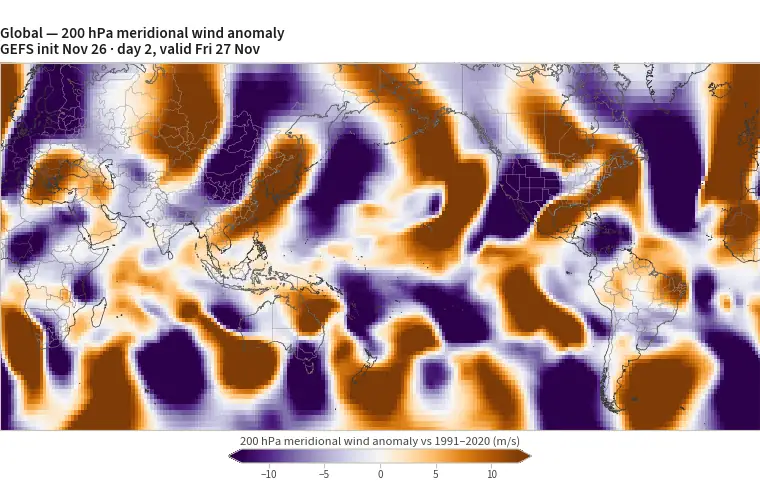 Global — 200 hPa meridional wind anomaly
GEFS init Nov 26 · day 2, valid Fri 27 Nov
200 hPa meridional wind anomaly vs 1991–2020 (m/s)
−10 −5 0 5 10